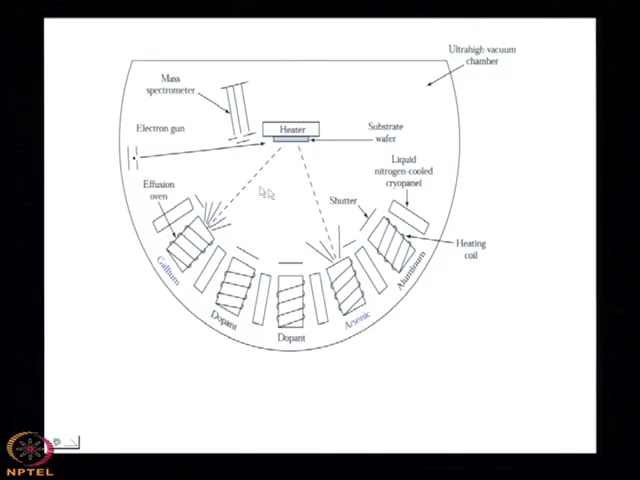 Ultrahigh-vacuum
chamber
Mass
spectrometer
Electron gun
Heater
Substrate
wafer
Liquid
nitrogen-cooled
cryopanel
Effusion
oven
Shutter
Heating
coil
Gallium
Dopant
Dopant
Arsenic
Aluminum
NPTEL